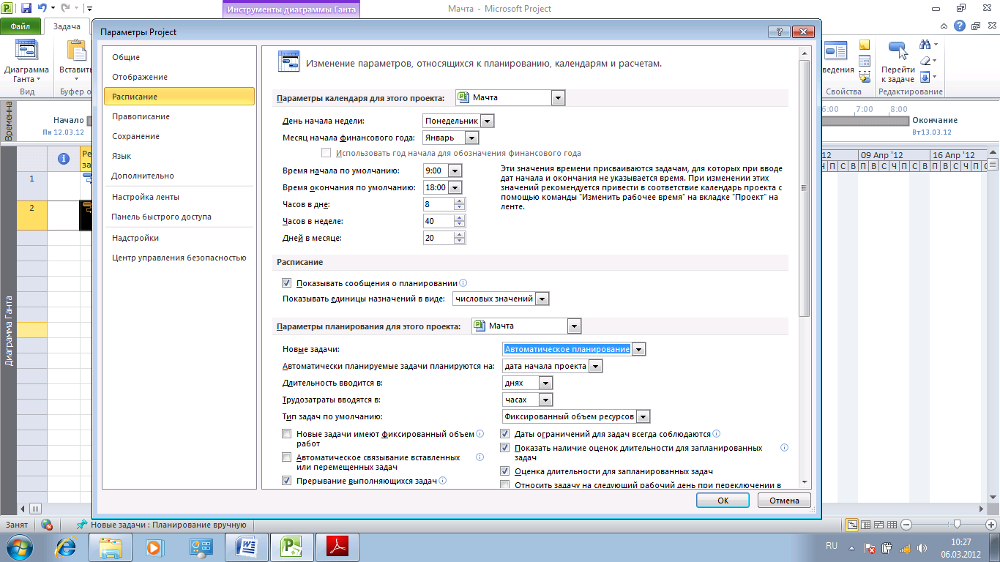 Инструменты диаграммы Ганта
Мачта - Microsoft Project
Файл
Задача
Параметры Project
Диаграмма
Ганта
Вставить
Вид
Буфер о
Общие
Отображение
Расписание
Правописание
Сохранение
Язык
Дополнительно
Настройка ленты
Панель быстрого доступа
Надстройки
Центр управления безопасностью
Изменение параметров, относящихся к планированию, календарям и расчетам.
Параметры календаря для этого проекта: Мачта
День начала недели: Понедельник
Месяц начала финансового года: Январь
Использовать год начала для обозначения финансового года
Время начала по умолчанию: 9:00
Время окончания по умолчанию: 18:00
Часов в дне: 8
Часов в неделе: 40
Дней в месяце: 20
Эти значения времени присваиваются задачам, для которых при вводе
дат начала и окончания не указывается время. При изменении этих
значений рекомендуется привести в соответствие календарь проекта с
помощью команды "Изменить рабочее время" на вкладке "Проект" на
ленте.
Расписание
Показывать сообщения о планировании
Показывать единицы назначений в виде: числовых значений
Параметры планирования для этого проекта: Мачта
Новые задачи: Автоматическое планирование
Автоматически планируемые задачи планируются на: дата начала проекта
Длительность вводится в: днях
Трудозатраты вводятся в: часах
Тип задач по умолчанию: Фиксированный объем ресурсов
Новые задачи имеют фиксированный объем
работ
Автоматическое связывание вставленных
или перемещенных задач
Прерывание выполняющихся задач
Даты ограничений для задач всегда соблюдаются
Показать наличие оценок длительности для запланированных
задач
Оценка длительности для запланированных задач
Относить задачу на следующий рабочий день при переключении в
ОК
Отмена
ведения
Перейти
к задаче
Свойства
Редактирование
Временна
Начало
Пн 12.03.12
6:00 7:00 8:00
Окончание
Вт13.03.12
Ре
за
12 09 Апр '12 16 Апр '12
Ч П С В П В С Ч П С В П В С Ч П С В
1
2
Диаграмма Ганта
Занят
Новые задачи : Планирование вручную
RU
10:27
06.03.2012